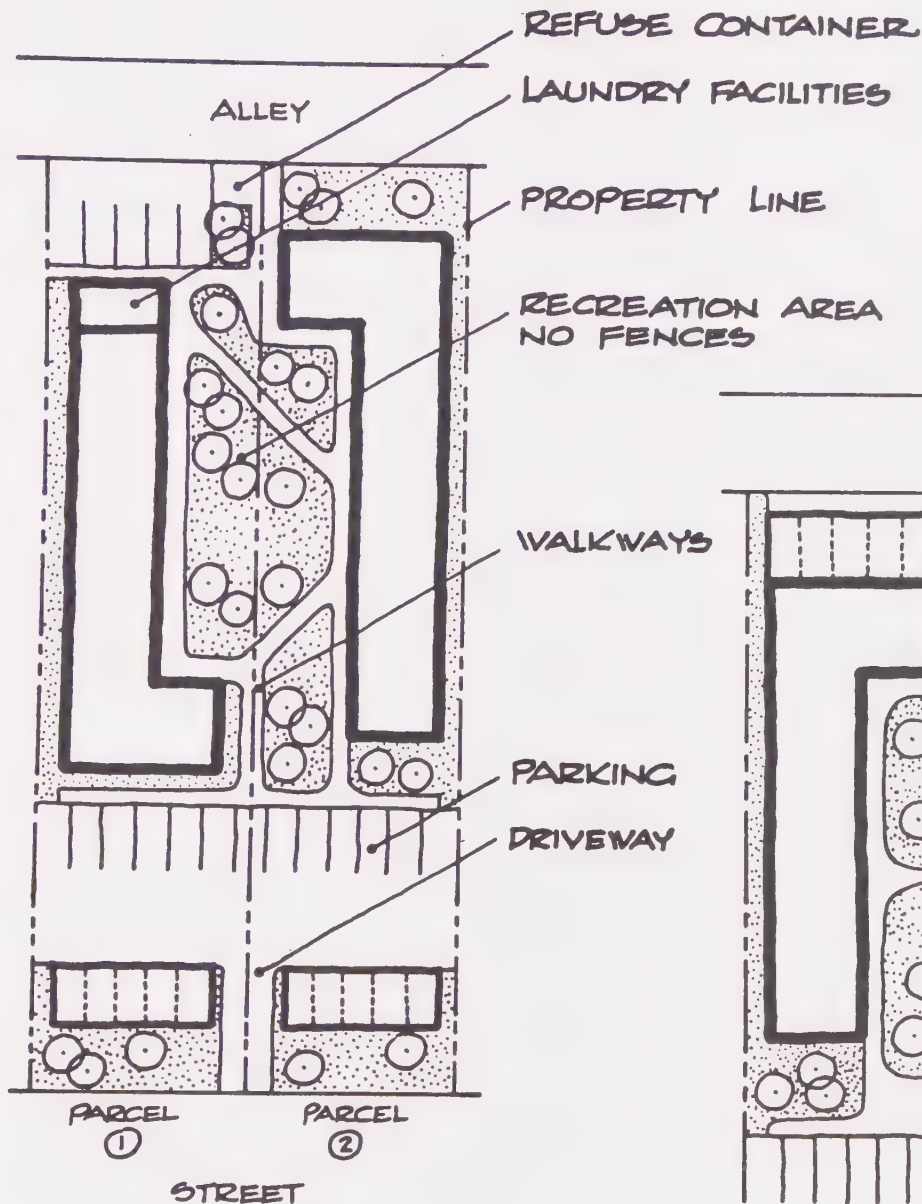 REFUSE CONTAINER
LAUNDRY FACILITIES
ALLEY
PROPERTY LINE
RECREATION AREA
NO FENCES
WALKWAYS
PARKING
DRIVEWAY
PARCEL
1
PARCEL
2
STREET